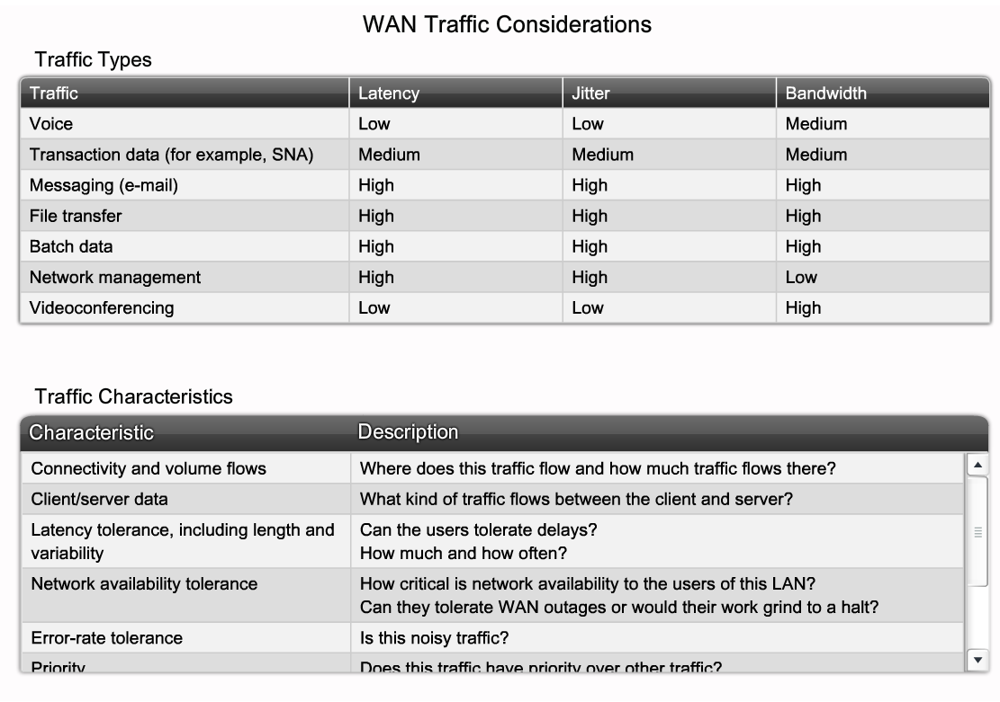 WAN Traffic Considerations
Traffic Types
Traffic Latency Jitter Bandwidth
Voice Low Low Medium
Transaction data (for example, SNA) Medium Medium Medium
Messaging (e-mail) High High High
File transfer High High High
Batch data High High High
Network management High High Low
Videoconferencing Low Low High
Traffic Characteristics
Characteristic Description
Connectivity and volume flows Where does this traffic flow and how much traffic flows there?
Client/server data What kind of traffic flows between the client and server?
Latency tolerance, including length and Can the users tolerate delays?
variability How much and how often?
Network availability tolerance How critical is network availability to the users of this LAN?
Can they tolerate WAN outages or would their work grind to a halt?
Error-rate tolerance Is this noisy traffic?
Priority Does this traffic have priority over other traffic?